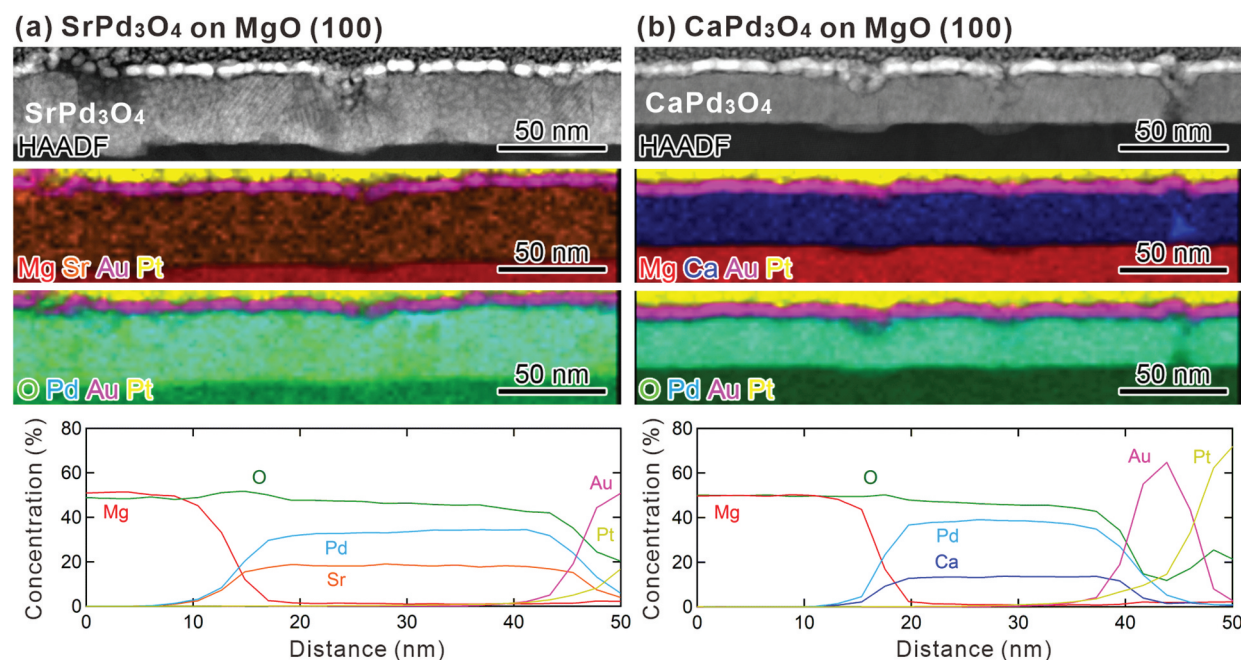 (a) SrPd₃O₄ on MgO (100)
SrPd₃O₄
HAADF
50 nm
Mg Sr Au Pt
50 nm
O Pd Au Pt
50 nm
Concentration (%)
80
60
40
20
0
O
Mg
Pd
Sr
Au
Pt
0 10 20 30 40 50
Distance (nm)
(b) CaPd₃O₄ on MgO (100)
CaPd₃O₄
HAADF
50 nm
Mg Ca Au Pt
50 nm
O Pd Au Pt
50 nm
Concentration (%)
80
60
40
20
0
O
Mg
Pd
Ca
Au
Pt
0 10 20 30 40 50
Distance (nm)